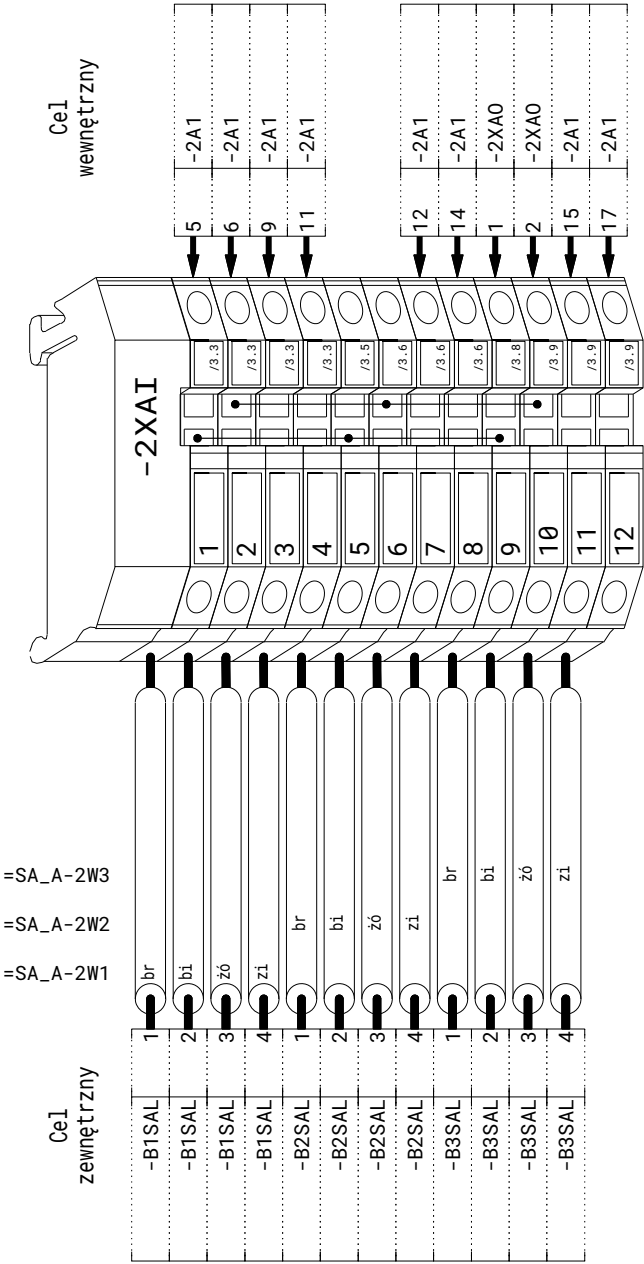 Cel
wewnętrzny
-2A1
-2A1
-2A1
-2A1
-2A1
-2A1
-2XAO
-2XAO
-2A1
-2A1
5
6
9
11
12
14
1
2
15
17
-2XAI
/3.3
/3.3
/3.3
/3.3
/3.5
/3.6
/3.6
/3.6
/3.8
/3.9
/3.9
/3.9
1
2
3
4
5
6
7
8
9
10
11
12
=SA_A-2W3
br
bi
żó
zi
=SA_A-2W2
br
bi
żó
zi
=SA_A-2W1
br
bi
żó
zi
1
2
3
4
1
2
3
4
1
2
3
4
Cel
zewnętrzny
-B1SAL
-B1SAL
-B1SAL
-B1SAL
-B2SAL
-B2SAL
-B2SAL
-B2SAL
-B3SAL
-B3SAL
-B3SAL
-B3SAL